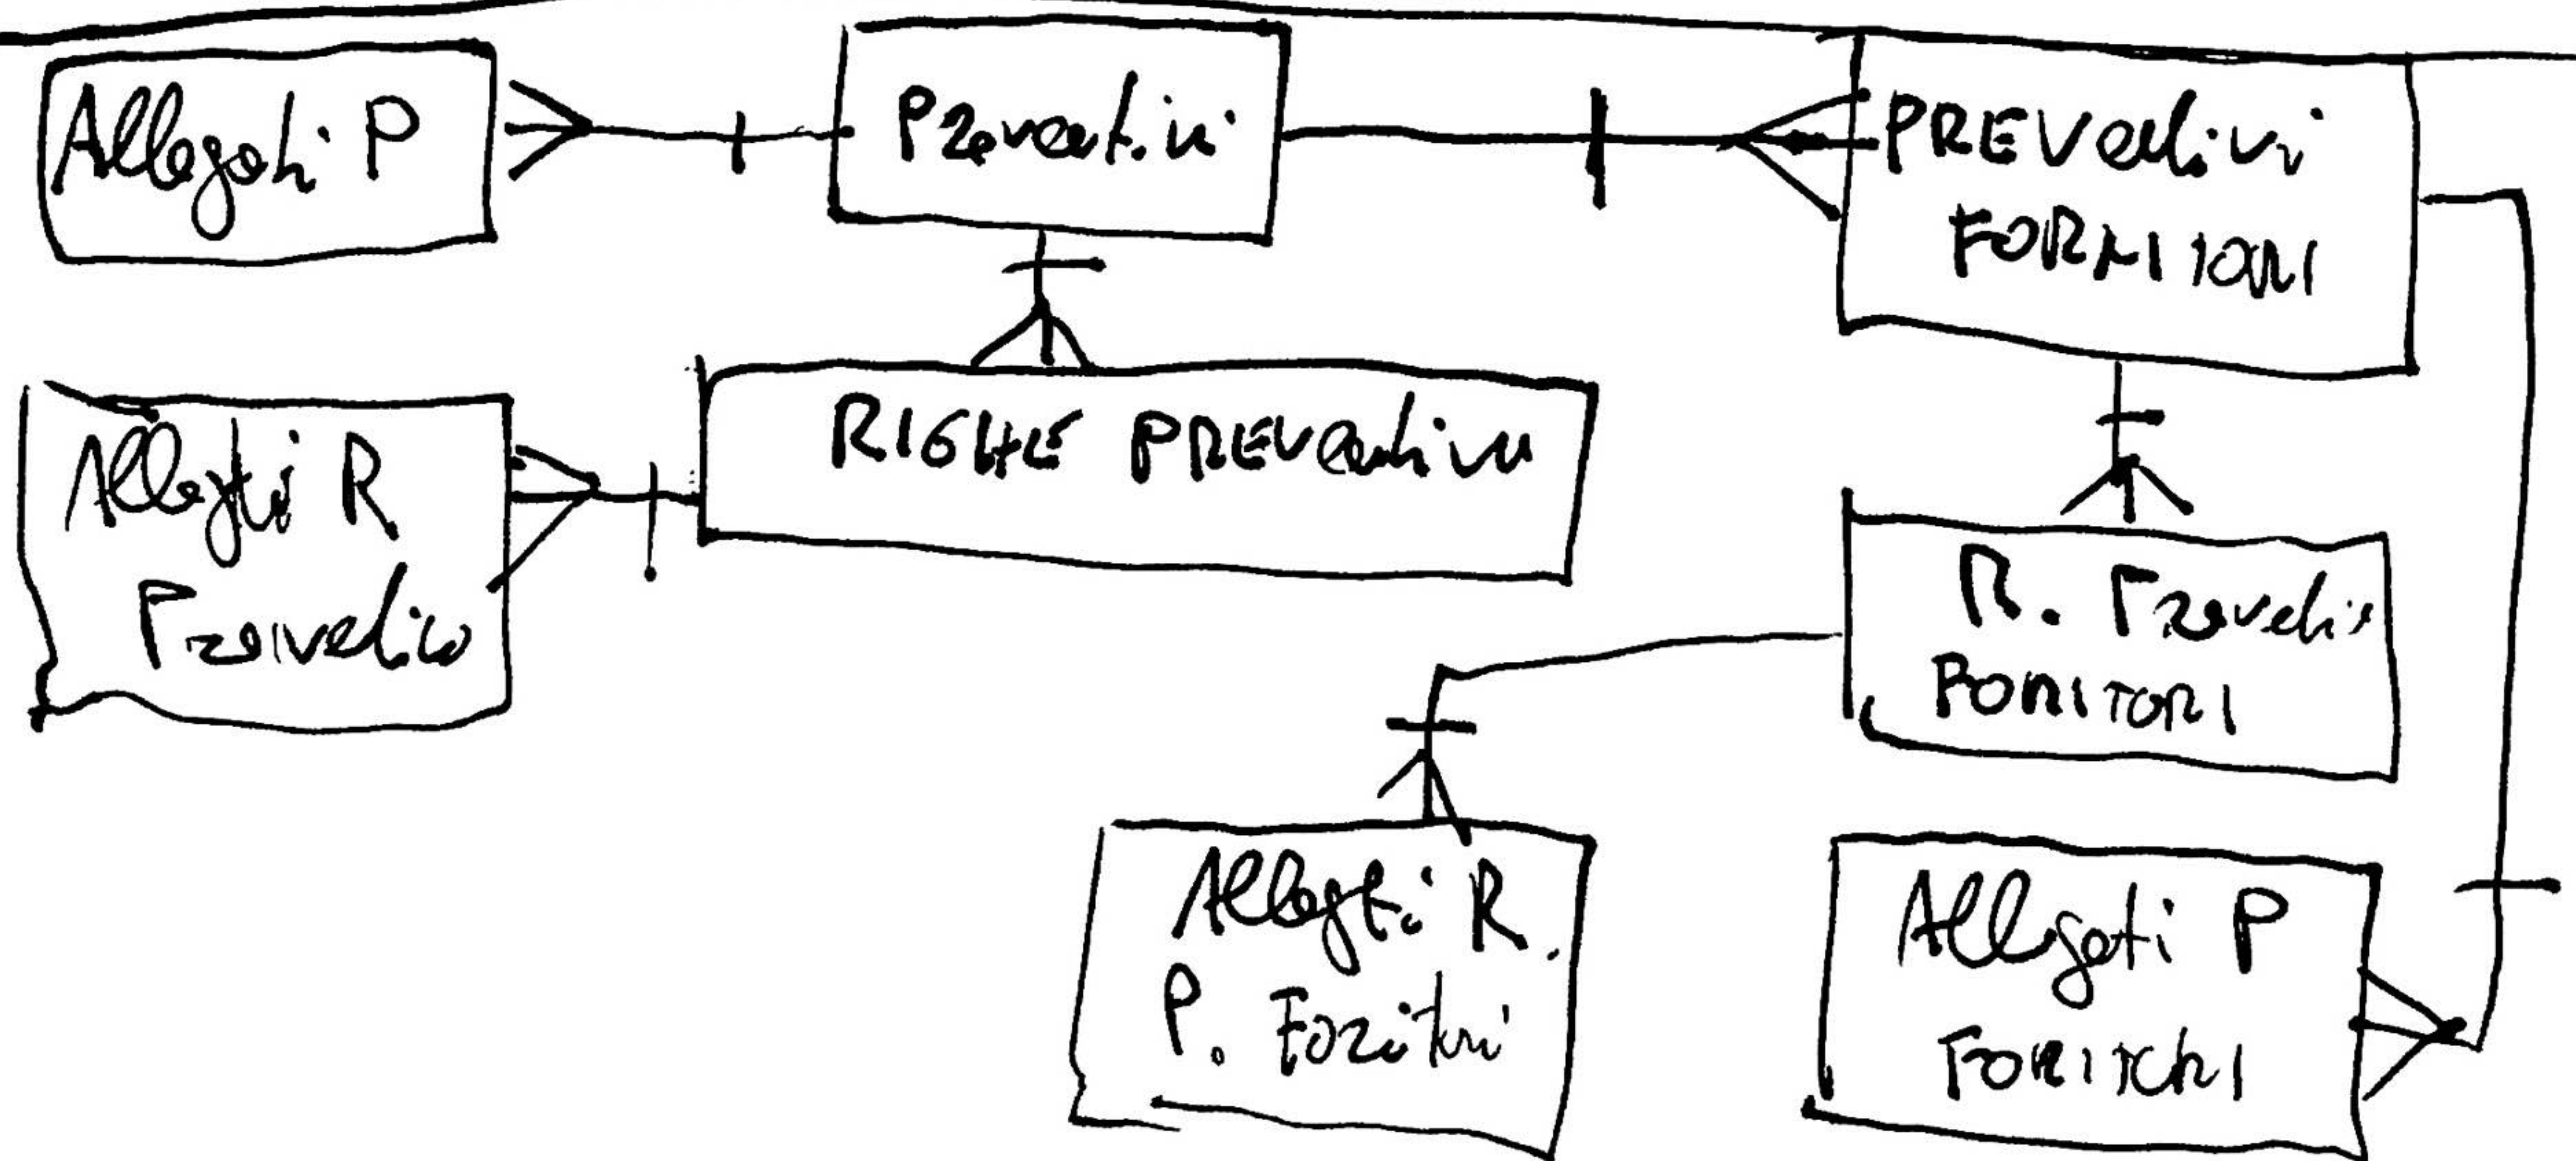 Allegati P
Preventivi
PREVentivi
FORNITORI
RIGHE PREVentivi
Allegati R
Preventivo
R. Preventivi
FORNITORI
Allegati R.
P. Fornitori
Allegati P
FORNITORI